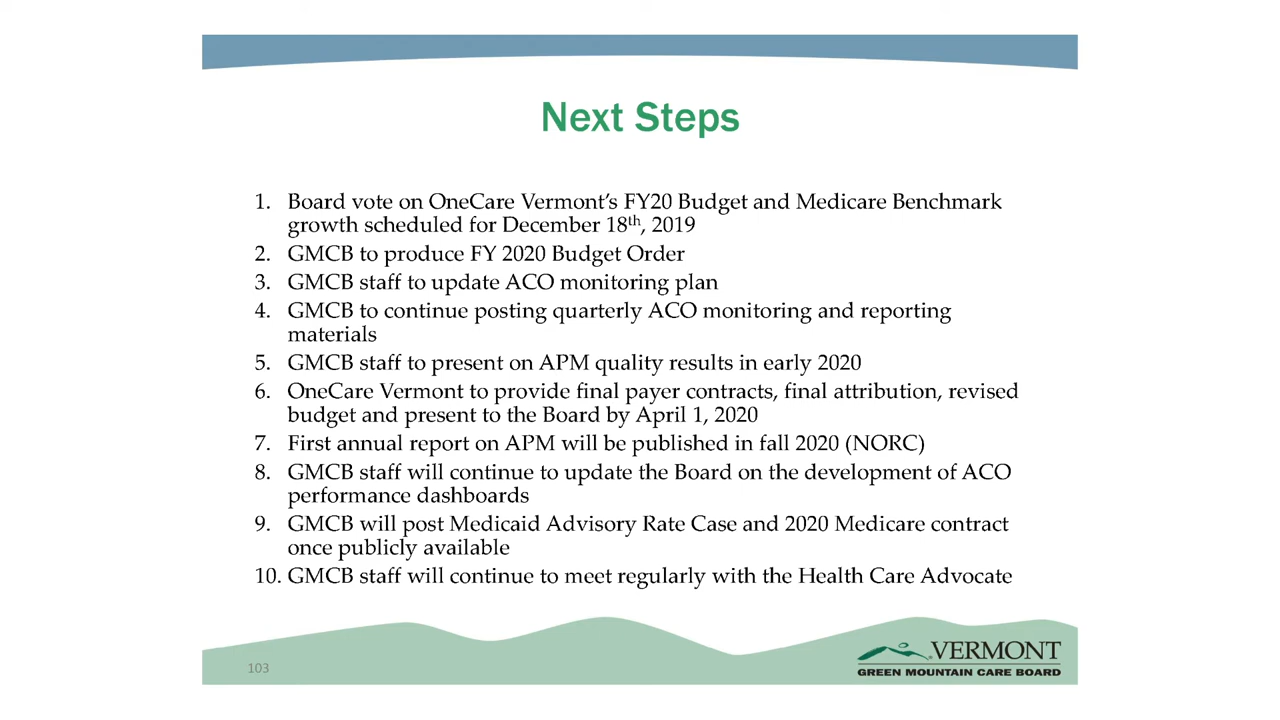 Next Steps
1. Board vote on OneCare Vermont’s FY20 Budget and Medicare Benchmark
growth scheduled for December 18th, 2019
2. GMCB to produce FY 2020 Budget Order
3. GMCB staff to update ACO monitoring plan
4. GMCB to continue posting quarterly ACO monitoring and reporting
materials
5. GMCB staff to present on APM quality results in early 2020
6. OneCare Vermont to provide final payer contracts, final attribution, revised
budget and present to the Board by April 1, 2020
7. First annual report on APM will be published in fall 2020 (NORC)
8. GMCB staff will continue to update the Board on the development of ACO
performance dashboards
9. GMCB will post Medicaid Advisory Rate Case and 2020 Medicare contract
once publicly available
10. GMCB staff will continue to meet regularly with the Health Care Advocate
103
VERMONT
GREEN MOUNTAIN CARE BOARD